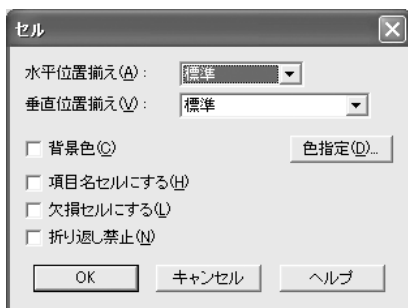 セル
水平位置揃え(A): 標準
垂直位置揃え(V): 標準
背景色(C) 色指定(D)...
項目名セルにする(H)
欠損セルにする(L)
折り返し禁止(N)
OK キャンセル ヘルプ